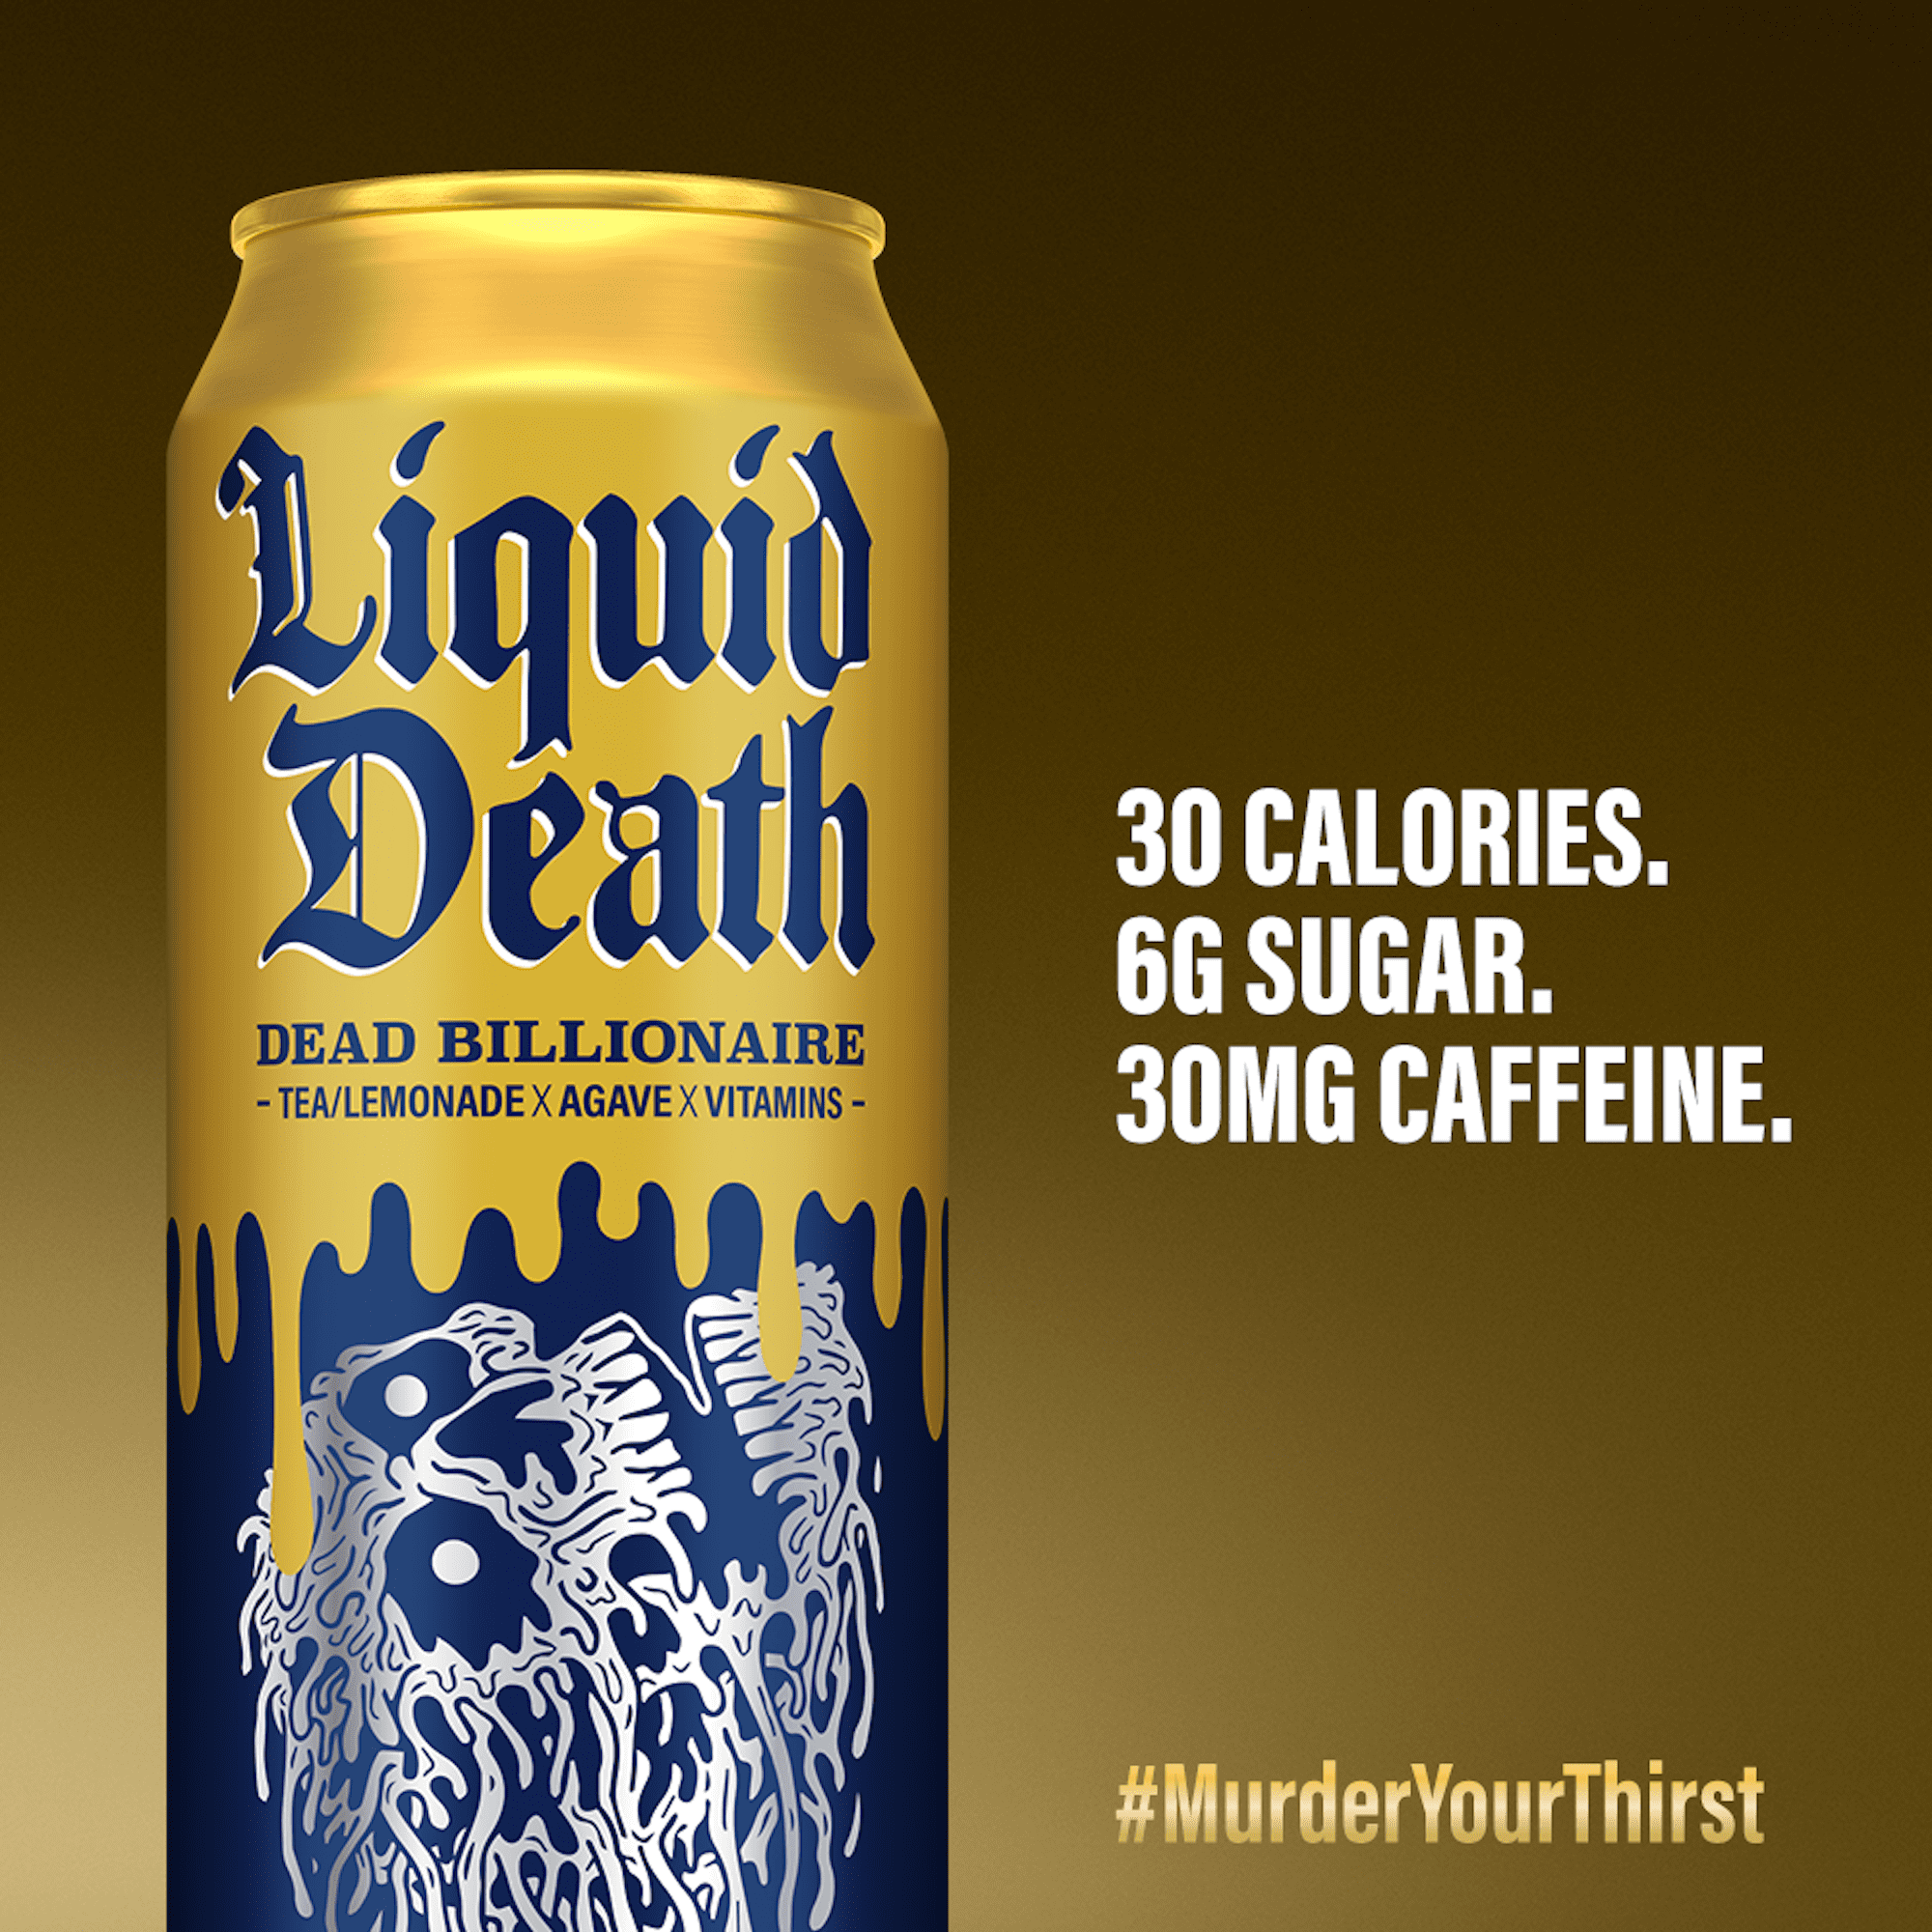 Liquid
Death
DEAD BILLIONAIRE
- TEA/LEMONADE X AGAVE X VITAMINS -
30 CALORIES.
6G SUGAR.
30MG CAFFEINE.
#MurderYourThirst